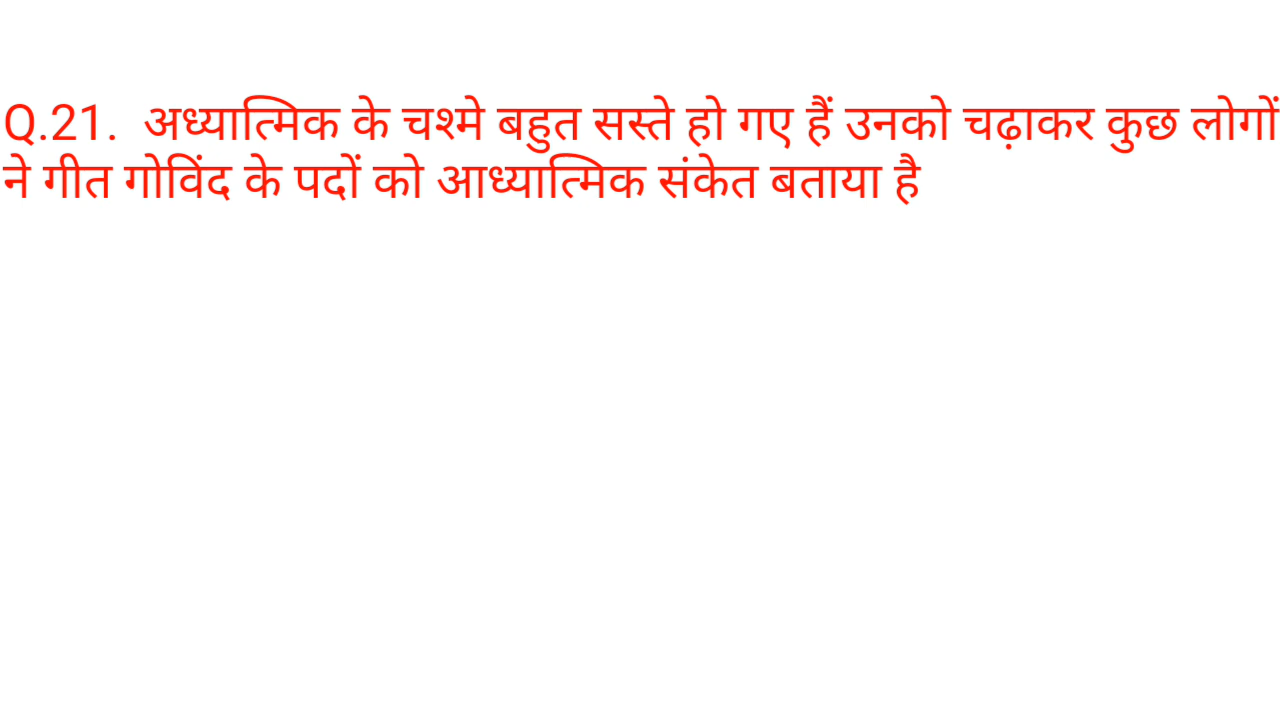 Q.21. अध्यात्मिक के चश्मे बहुत सस्ते हो गए हैं उनको चढ़ाकर कुछ लोगों
ने गीत गोविंद के पदों को आध्यात्मिक संकेत बताया है